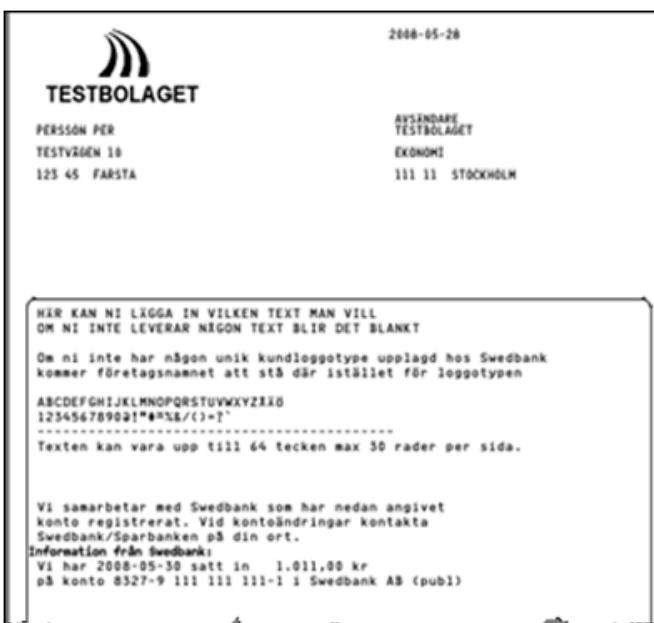 2008-05-28
TESTBOLAGET
PERSSON PER
TESTVÄGEN 10
123 45 FARSTA
AVSÄNDARE
TESTBOLAGET
EKONOMI
111 11 STOCKHOLM
HÄR KAN NI LÄGGA IN VILKEN TEXT MAN VILL
OM NI INTE LEVERAR NÅGON TEXT BLIR DET BLANKT
Om ni inte har någon unik kundloggotype upplagd hos Swedbank
kommer företagsnamnet att stå där istället för loggotypen
ABCDEFGHIJKLMNOPQRSTUVWXYZÅÄÖ
Texten kan vara upp till 64 tecken max 30 rader per sida.
Vi samarbetar med Swedbank som har nedan angivet
konto registrerat. Vid kontoändringar kontakta
Swedbank/Sparbanken på din ort.
Information från Swedbank:
Vi har 2008-05-30 satt in 1.011,00 kr
på konto 8327-9 111 111 111-1 i Swedbank AB (publ)